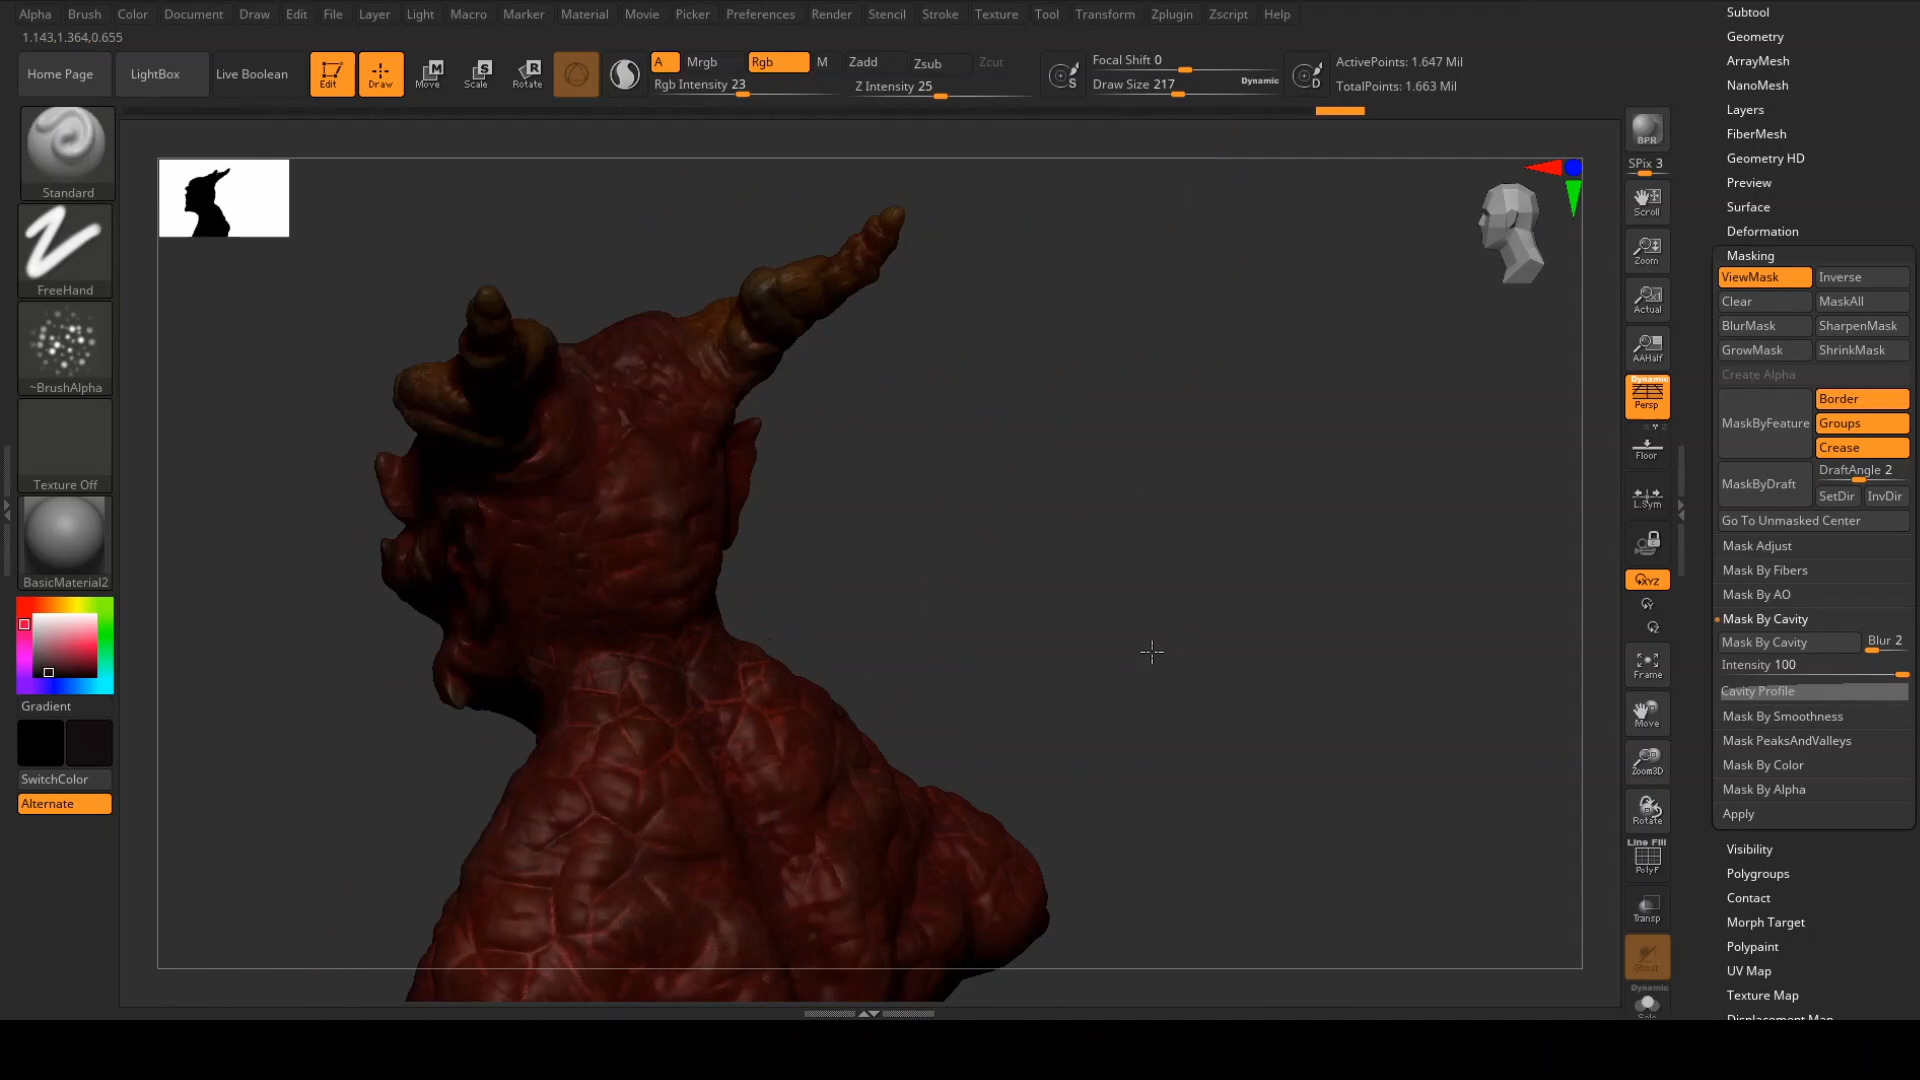 Alpha Brush Color Document Draw Edit File Layer Light Macro Marker Material Movie Picker Preferences Render Stencil Stroke Texture Tool Transform Zplugin Zscript Help
1.143,1.364,0.655
Home Page LightBox Live Boolean Edit Draw Move Scale Rotate
A Mrgb Rgb M Zadd Zsub Zcut
Rgb Intensity 23 Z Intensity 25
S Focal Shift 0
Draw Size 217 Dynamic
D ActivePoints: 1.647 Mil
TotalPoints: 1.663 Mil
Standard
FreeHand
~BrushAlpha
Texture Off
BasicMaterial2
Gradient
SwitchColor
Alternate
BPR
SPix 3
Scroll
Zoom
Actual
AAHalf
Dynamic
Persp
Floor
L.Sym
XYZ
Y
Z
Frame
Move
Zoom3D
Rotate
Line Fill
PolyF
Transp
Ghost
Dynamic
Subtool
Geometry
ArrayMesh
NanoMesh
Layers
FiberMesh
Geometry HD
Preview
Surface
Deformation
Masking
ViewMask Inverse
Clear MaskAll
BlurMask SharpenMask
GrowMask ShrinkMask
Create Alpha
MaskByFeature Border
Groups
Crease
MaskByDraft DraftAngle 2
SetDir InvDir
Go To Unmasked Center
Mask Adjust
Mask By Fibers
Mask By AO
Mask By Cavity
Mask By Cavity Blur 2
Intensity 100
Cavity Profile
Mask By Smoothness
Mask PeaksAndValleys
Mask By Color
Mask By Alpha
Apply
Visibility
Polygroups
Contact
Morph Target
Polypaint
UV Map
Texture Map
Displacement Map